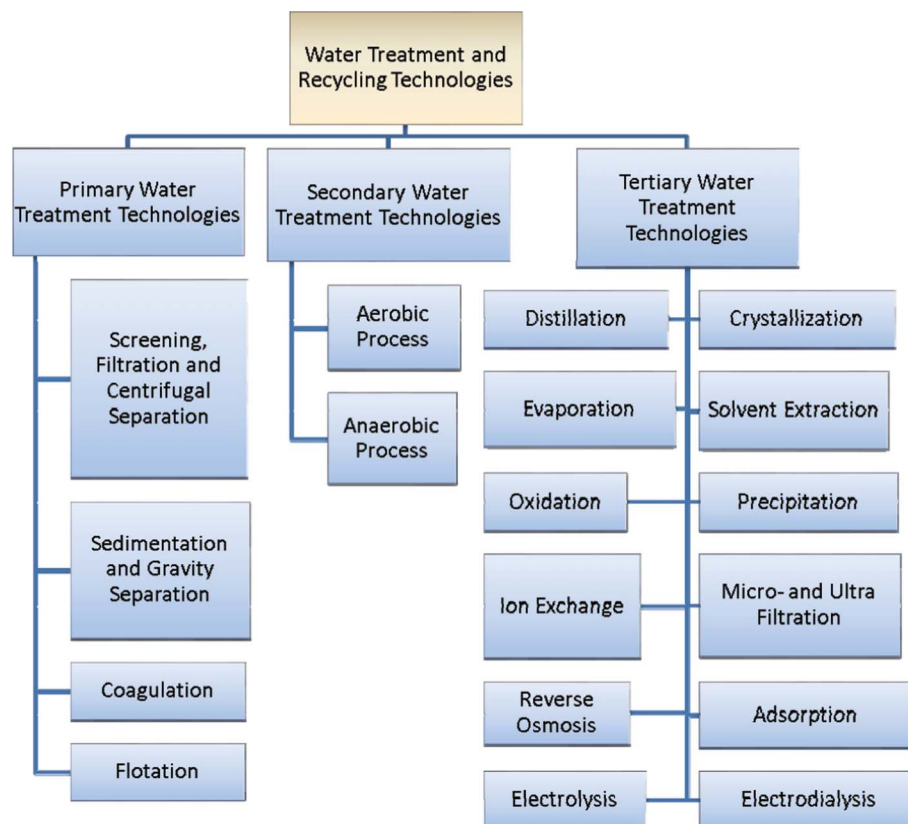 Water Treatment and
Recycling Technologies
Primary Water
Treatment Technologies
Secondary Water
Treatment Technologies
Tertiary Water
Treatment
Technologies
Screening,
Filtration and
Centrifugal
Separation
Sedimentation
and Gravity
Separation
Coagulation
Flotation
Aerobic
Process
Anaerobic
Process
Distillation
Crystallization
Evaporation
Solvent Extraction
Oxidation
Precipitation
Ion Exchange
Micro- and Ultra
Filtration
Reverse
Osmosis
Adsorption
Electrolysis
Electrodialysis